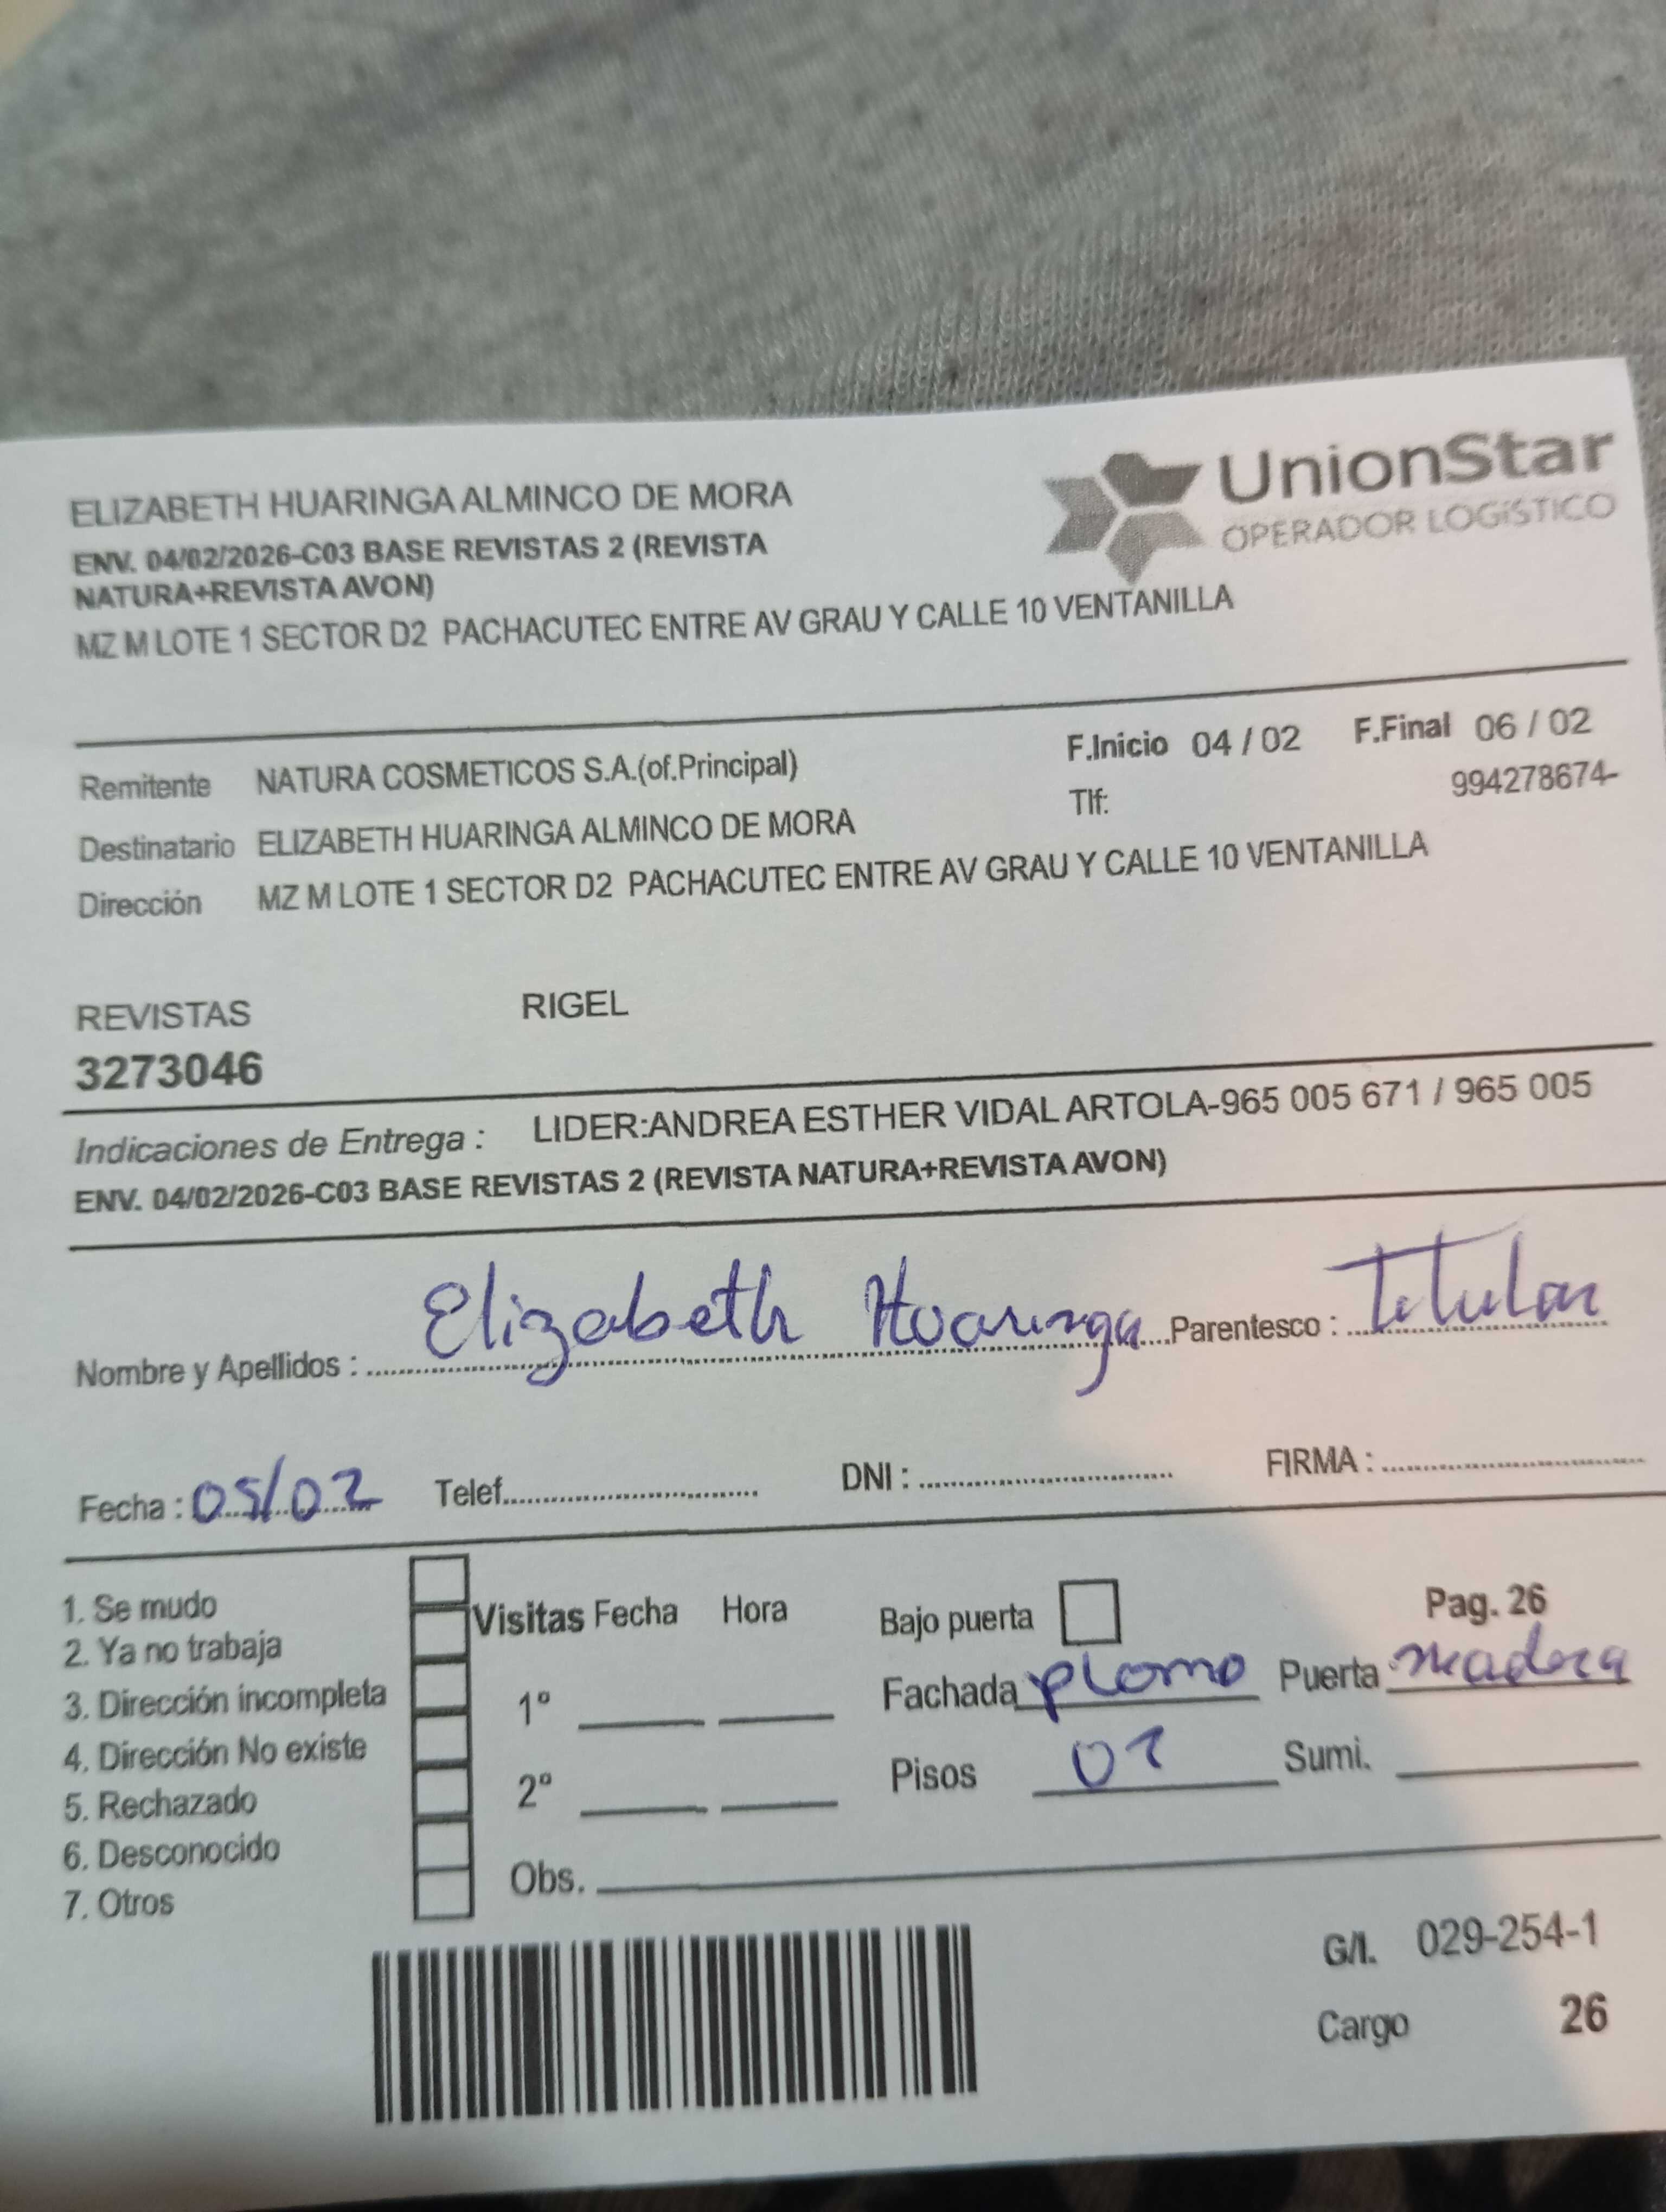 UnionStar
OPERADOR LOGÍSTICO
ELIZABETH HUARINGA ALMINCO DE MORA
ENV. 04/02/2026-C03 BASE REVISTAS 2 (REVISTA
NATURA+REVISTA AVON)
MZ M LOTE 1 SECTOR D2 PACHACUTEC ENTRE AV GRAU Y CALLE 10 VENTANILLA
Remitente NATURA COSMETICOS S.A.(of.Principal) F.Inicio 04 / 02 F.Final 06 / 02
Destinatario ELIZABETH HUARINGA ALMINCO DE MORA Tlf: 994278674-
Dirección MZ M LOTE 1 SECTOR D2 PACHACUTEC ENTRE AV GRAU Y CALLE 10 VENTANILLA
REVISTAS RIGEL
3273046
Indicaciones de Entrega : LIDER:ANDREA ESTHER VIDAL ARTOLA-965 005 671 / 965 005
ENV. 04/02/2026-C03 BASE REVISTAS 2 (REVISTA NATURA+REVISTA AVON)
Nombre y Apellidos : Elizabeth Huaringa Parentesco : Titular
Fecha : 05/02 Telef. DNI : FIRMA :
1. Se mudo
2. Ya no trabaja
3. Dirección incompleta
4. Dirección No existe
5. Rechazado
6. Desconocido
7. Otros
Visitas Fecha Hora
1º
2º
Obs.
Bajo puerta Pag. 26
Fachada plomo Puerta madera
Pisos 01 Sumi.
G/I. 029-254-1
Cargo 26